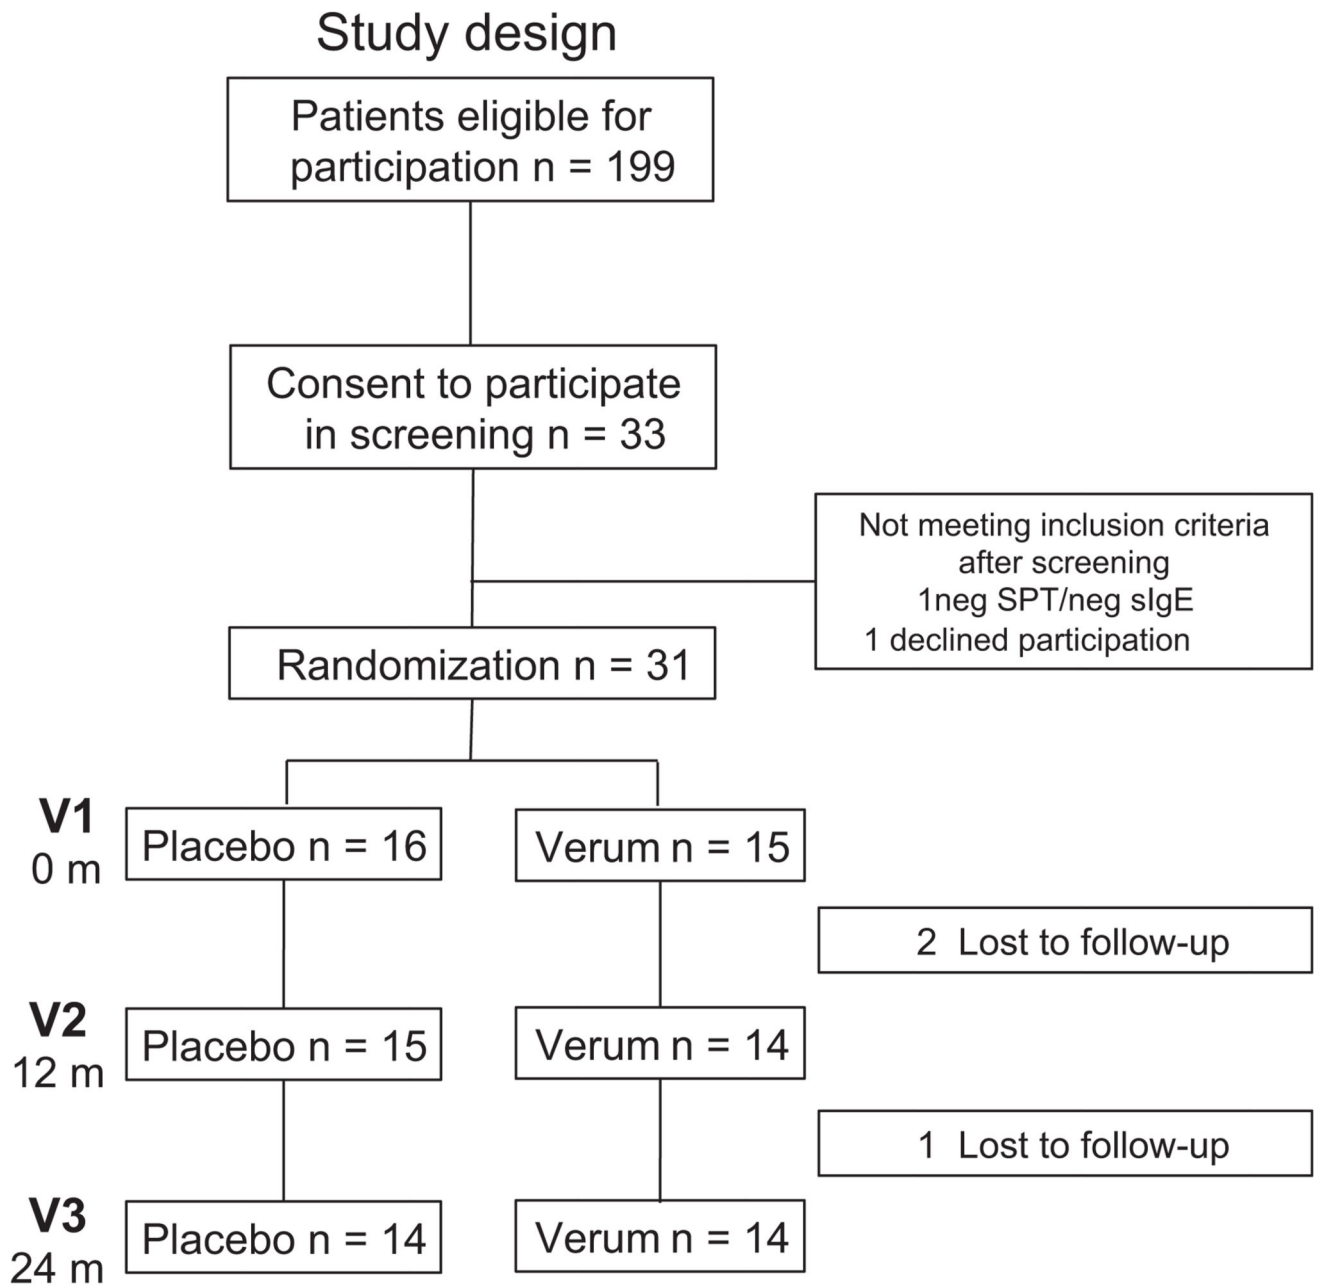 Study design
Patients eligible for
participation n = 199
Consent to participate
in screening n = 33
Not meeting inclusion criteria
after screening
1neg SPT/neg sIgE
1 declined participation
Randomization n = 31
V1
0 m
Placebo n = 16
Verum n = 15
2 Lost to follow-up
V2
12 m
Placebo n = 15
Verum n = 14
1 Lost to follow-up
V3
24 m
Placebo n = 14
Verum n = 14